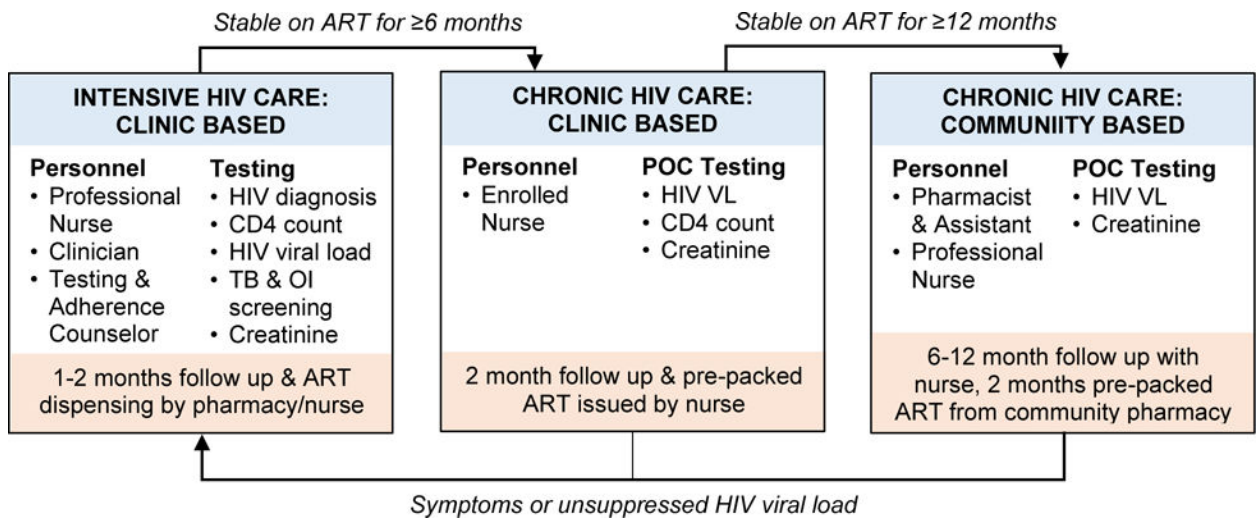 Stable on ART for ≥6 months
Stable on ART for ≥12 months
INTENSIVE HIV CARE:
CLINIC BASED
Personnel
• Professional
Nurse
• Clinician
• Testing &
Adherence
Counselor
Testing
• HIV diagnosis
• CD4 count
• HIV viral load
• TB & OI
screening
• Creatinine
1-2 months follow up & ART
dispensing by pharmacy/nurse
CHRONIC HIV CARE:
CLINIC BASED
Personnel
• Enrolled
Nurse
POC Testing
• HIV VL
• CD4 count
• Creatinine
2 month follow up & pre-packed
ART issued by nurse
CHRONIC HIV CARE:
COMMUNIITY BASED
Personnel
• Pharmacist
& Assistant
• Professional
Nurse
POC Testing
• HIV VL
• Creatinine
6-12 month follow up with
nurse, 2 months pre-packed
ART from community pharmacy
Symptoms or unsuppressed HIV viral load